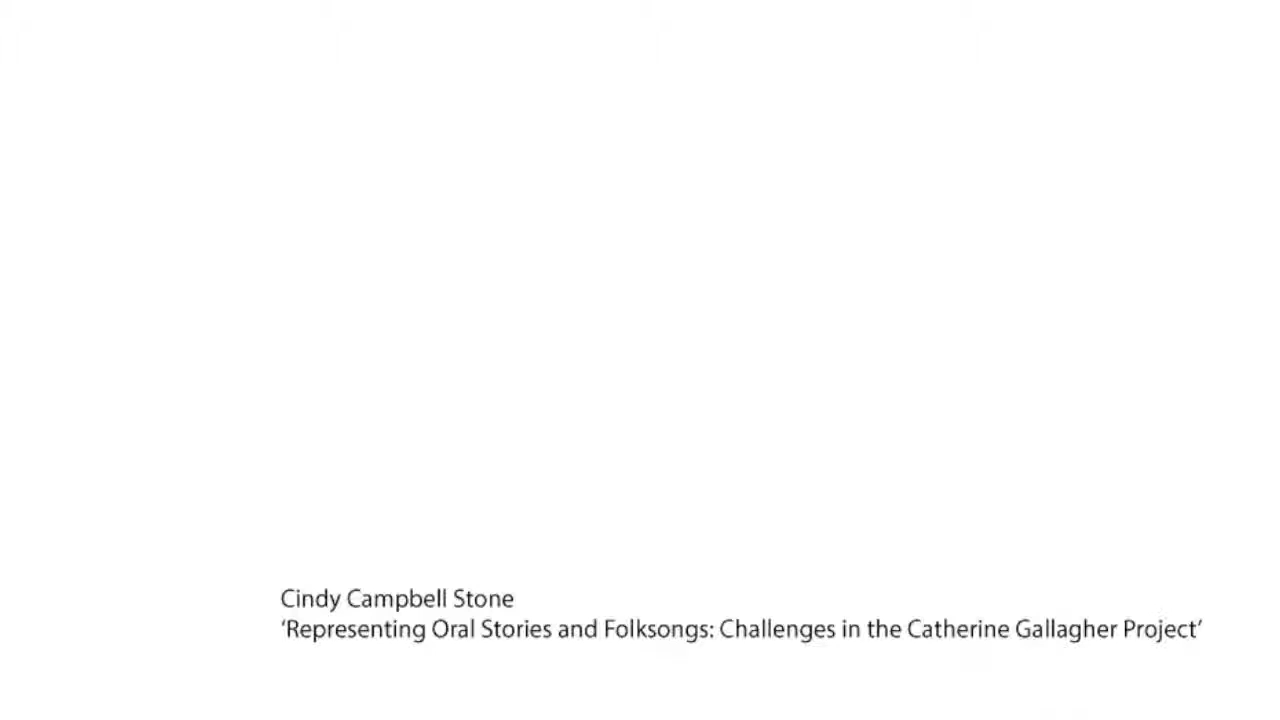 Cindy Campbell Stone
‘Representing Oral Stories and Folksongs: Challenges in the Catherine Gallagher Project’